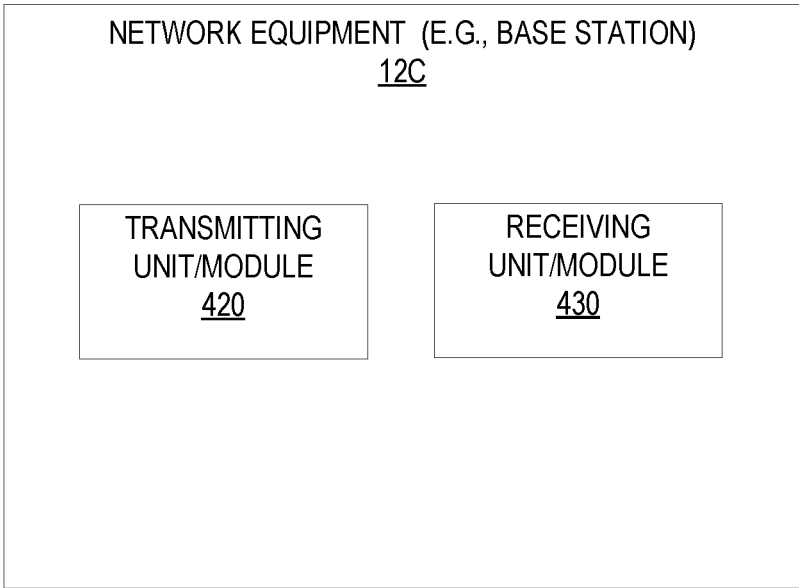 NETWORK EQUIPMENT (E.G., BASE STATION)
12C
TRANSMITTING
UNIT/MODULE
420
RECEIVING
UNIT/MODULE
430